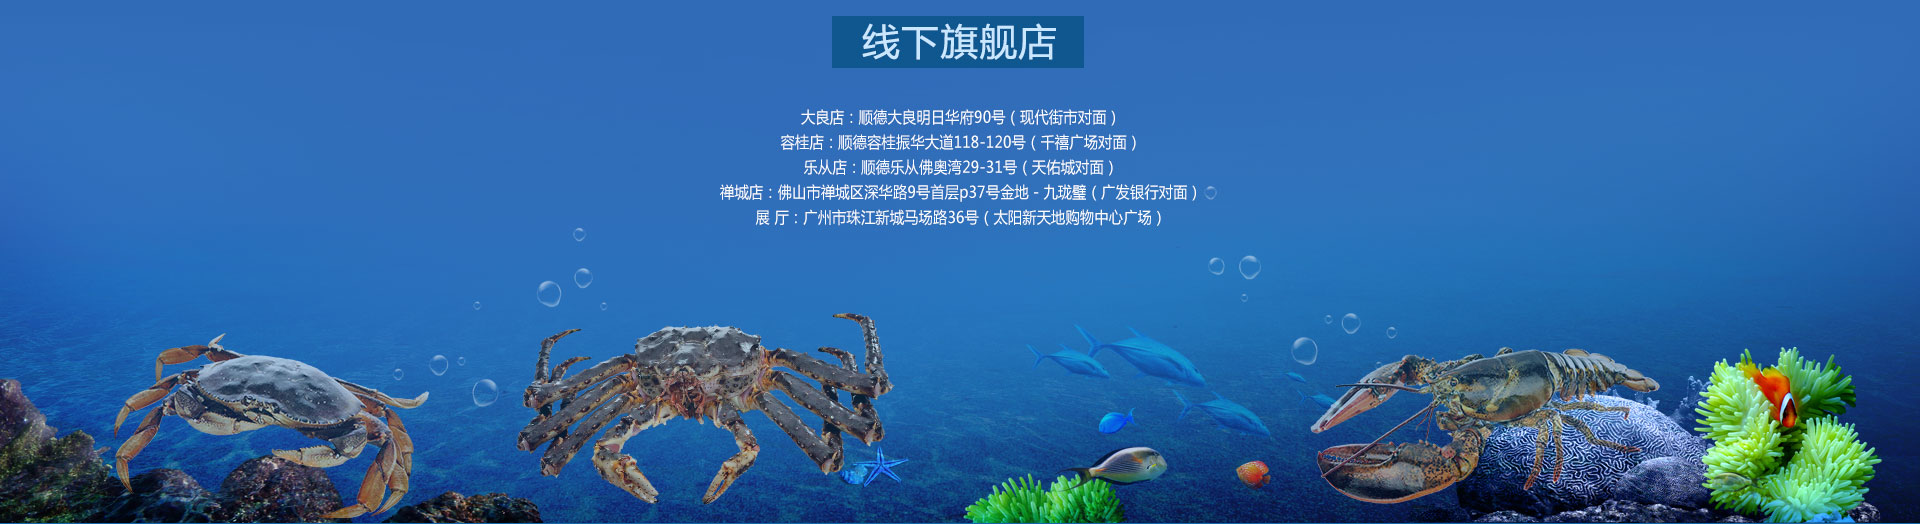 线下旗舰店
大良店：顺德大良明日华府90号（现代街市对面）
容桂店：顺德容桂振华大道118-120号（千禧广场对面）
乐从店：顺德乐从佛奥湾29-31号（天佑城对面）
禅城店：佛山市禅城区深华路9号首层p37号金地 - 九珑璧（广发银行对面）
展 厅：广州市珠江新城马场路36号（太阳新天地购物中心广场）